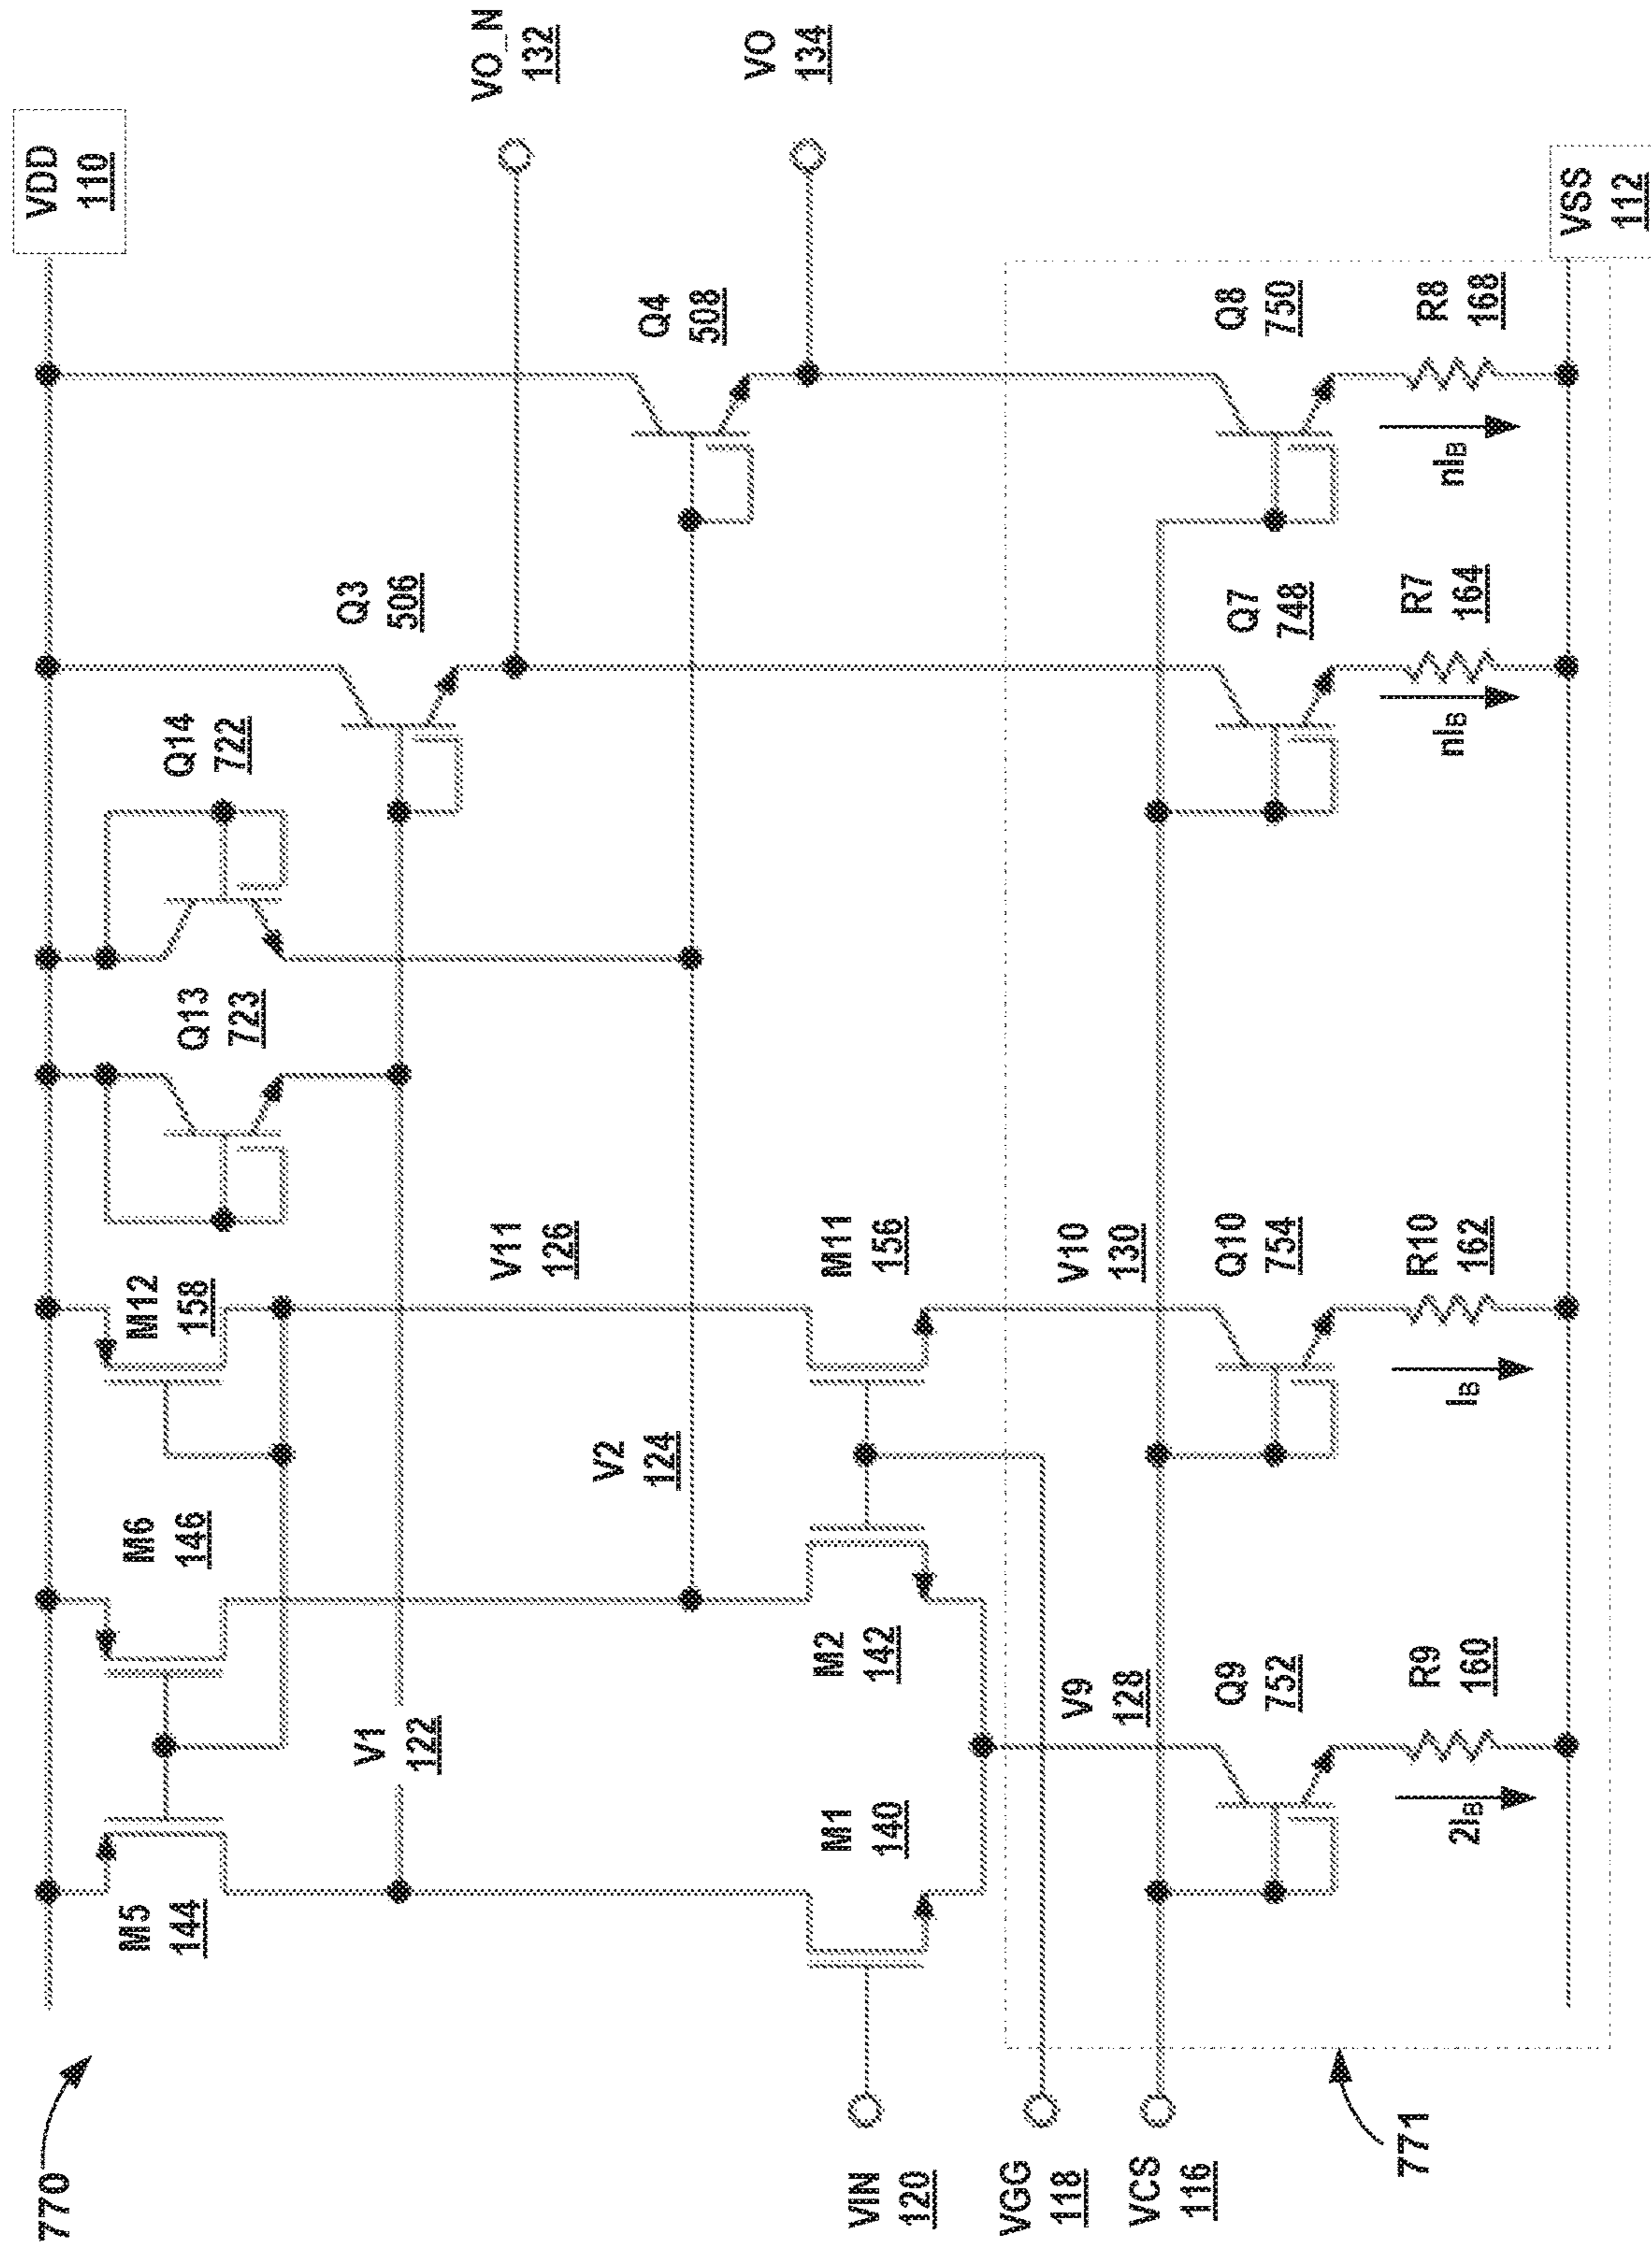 770
VDD
110
M5
144
M6
146
M12
158
Q13
723
Q14
722
Q3
506
VO_N
132
V1
122
V2
124
V11
126
Q4
508
VO
134
VIN
120
M1
140
M2
142
M11
156
VGG
118
VCS
116
V9
128
V10
130
Q9
752
Q10
754
Q7
748
Q8
750
R9
160
R10
162
R7
164
R8
168
2IB
IB
nIB
nIB
771
VSS
112